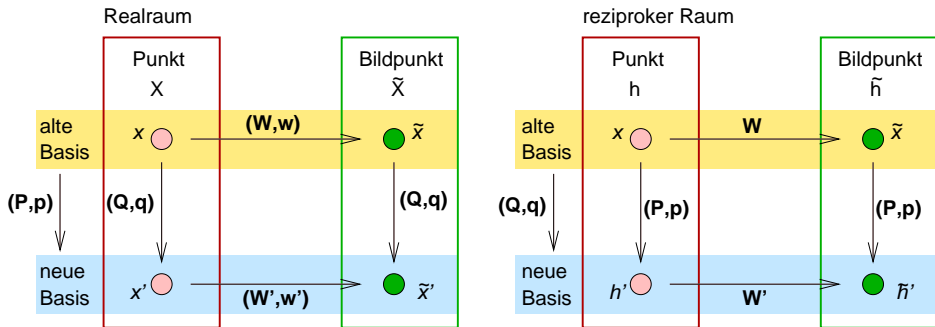 Realraum
Punkt
X
Bildpunkt
X̃
alte
Basis
x
(W,w)
x̃
(P,p)
(Q,q)
(Q,q)
neue
Basis
x'
(W',w')
x̃'
reziproker Raum
Punkt
h
Bildpunkt
h̃
alte
Basis
x
W
x̃
(Q,q)
(P,p)
(P,p)
neue
Basis
h'
W'
h̃'